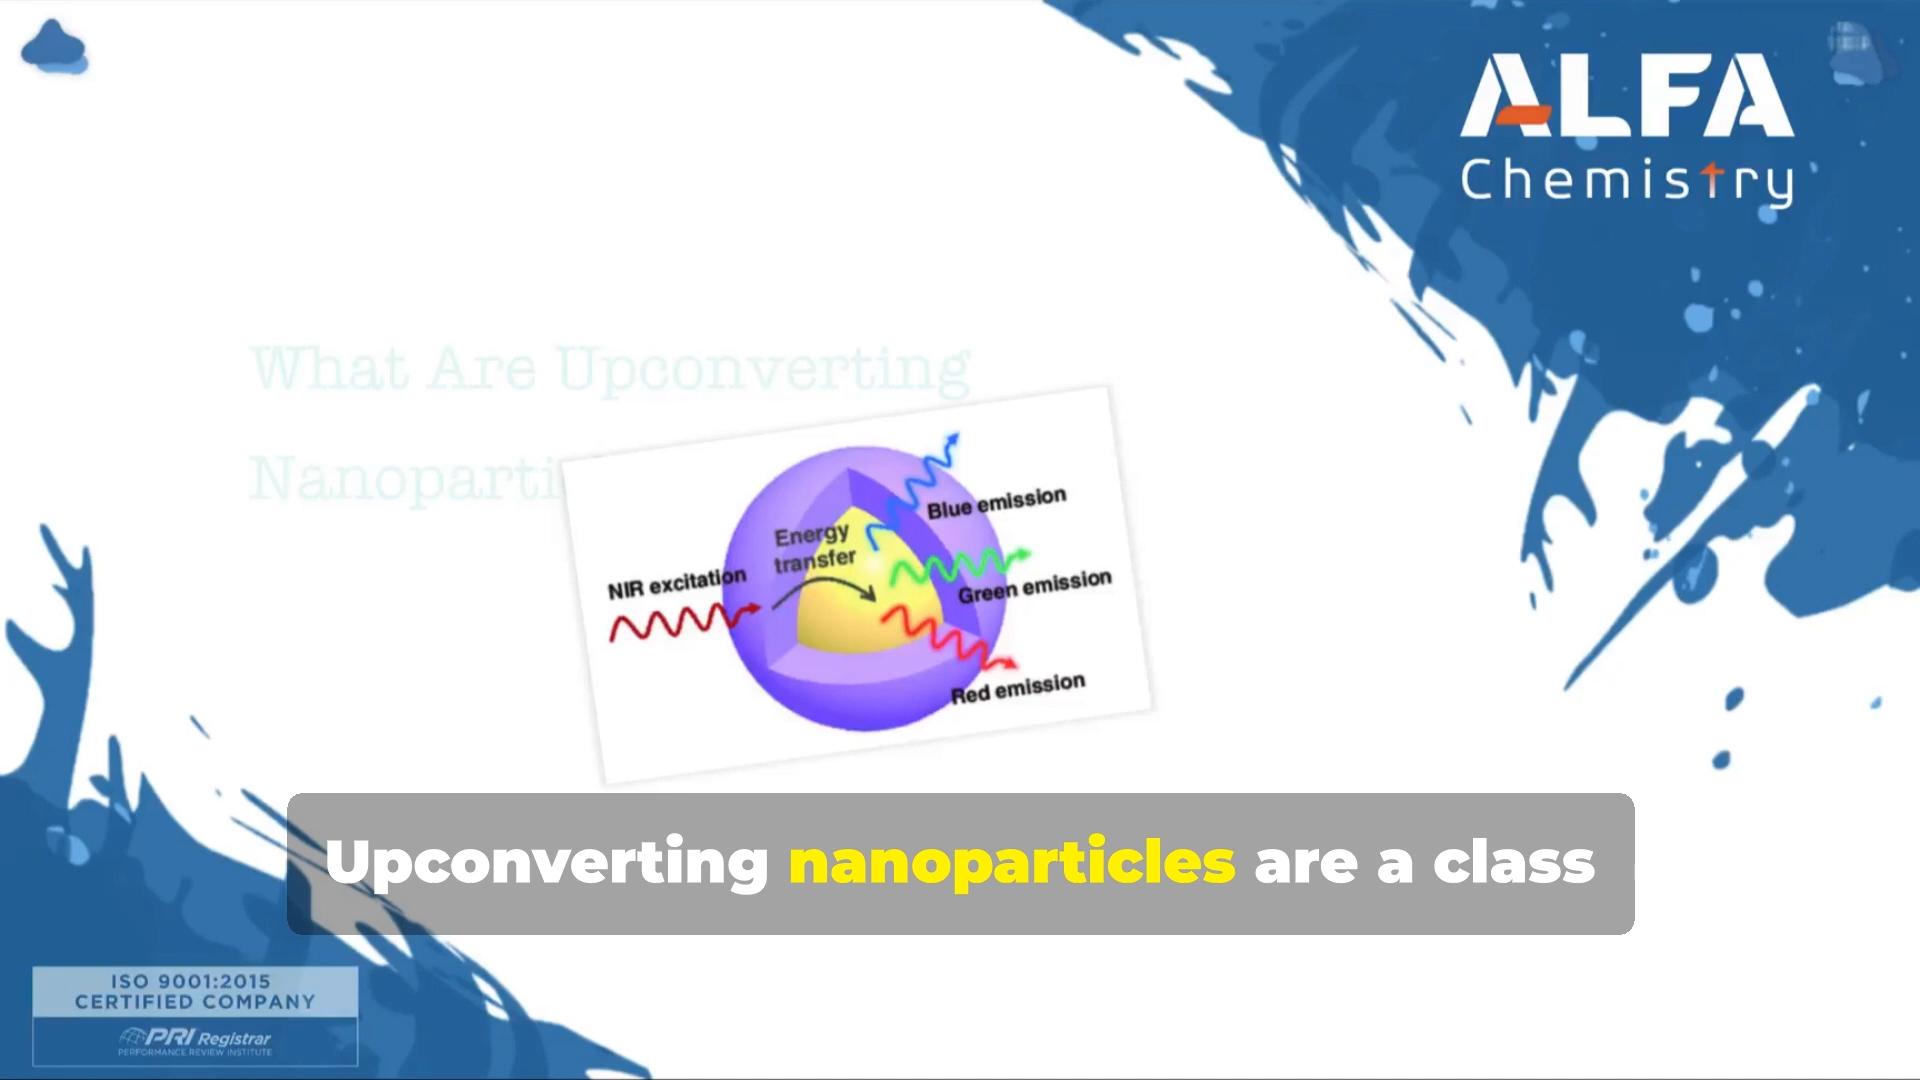 ALFA
Chemistry
What Are Upconverting
Nanoparti
Energy
transfer
NIR excitation
Blue emission
Green emission
Red emission
Upconverting nanoparticles are a class
ISO 9001:2015
CERTIFIED COMPANY
PRI Registrar
PERFORMANCE REVIEW INSTITUTE